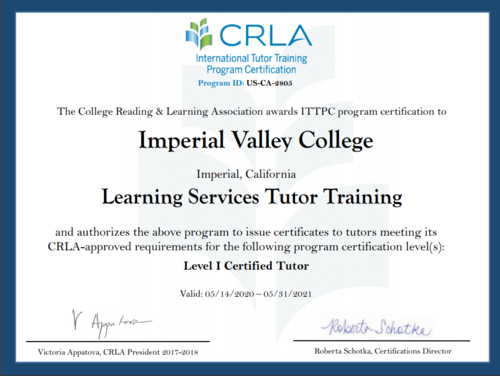 CRLA
International Tutor Training
Program Certification
Program ID: US-CA-2805
The College Reading & Learning Association awards ITTPC program certification to
Imperial Valley College
Imperial, California
Learning Services Tutor Training
and authorizes the above program to issue certificates to tutors meeting its
CRLA-approved requirements for the following program certification level(s):
Level I Certified Tutor
Valid: 05/14/2020 – 05/31/2021
V Appatova
Roberta Schotka
Victoria Appatova, CRLA President 2017-2018
Roberta Schotka, Certifications Director